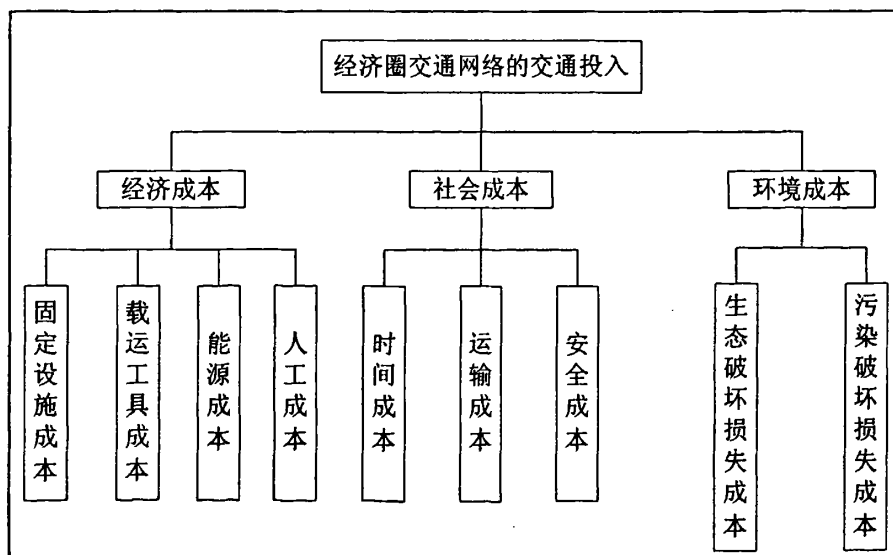 经济圈交通网络的交通投入
经济成本
社会成本
环境成本
固定设施成本
载运工具成本
能源成本
人工成本
时间成本
运输成本
安全成本
生态破坏损失成本
污染破坏损失成本